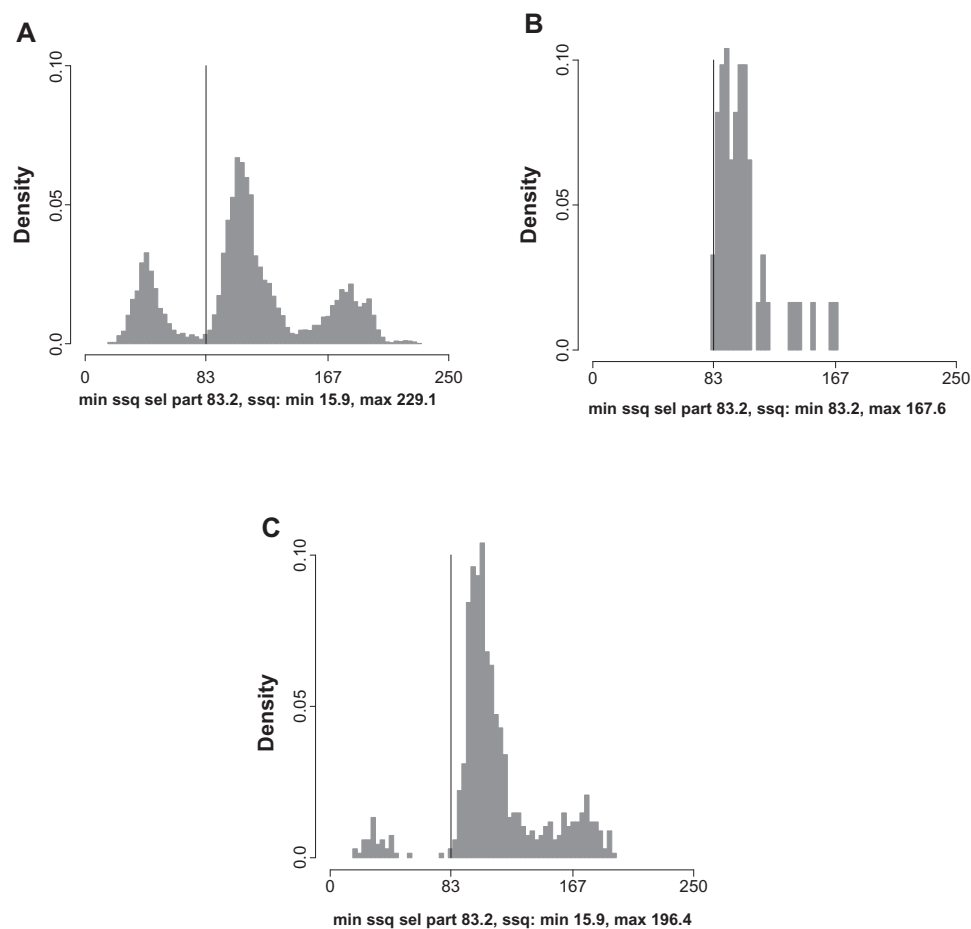 A
0.10
Density
0.05
0.0
0 83 167 250
min ssq sel part 83.2, ssq: min 15.9, max 229.1
B
0.10
Density
0.05
0.0
0 83 167 250
min ssq sel part 83.2, ssq: min 83.2, max 167.6
C
0.10
Density
0.05
0.0
0 83 167 250
min ssq sel part 83.2, ssq: min 15.9, max 196.4